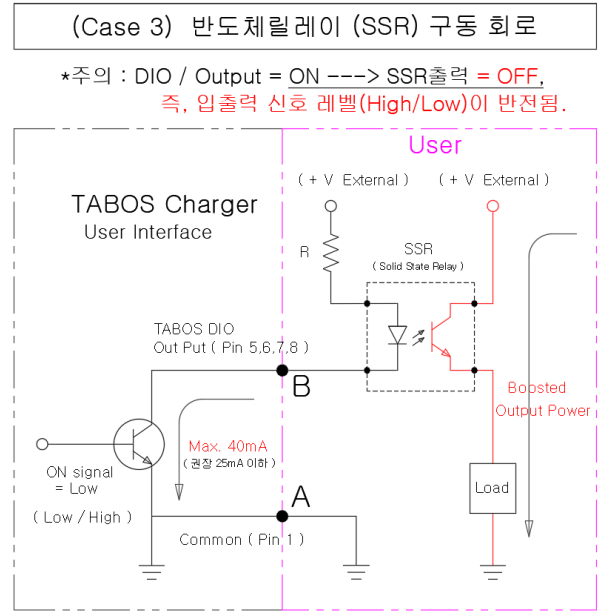 (Case 3) 반도체릴레이 (SSR) 구동 회로
*주의 : DIO / Output = ON ---> SSR출력 = OFF,
즉, 입출력 신호 레벨(High/Low)이 반전됨.
User
( + V External )
( + V External )
TABOS Charger
User Interface
R
SSR
( Solid State Relay )
TABOS DIO
Out Put ( Pin 5,6,7,8 )
B
Boosted
Output Power
Max. 40mA
( 권장 25mA 이하 )
ON signal
= Low
( Low / High )
Load
A
Common ( Pin 1 )